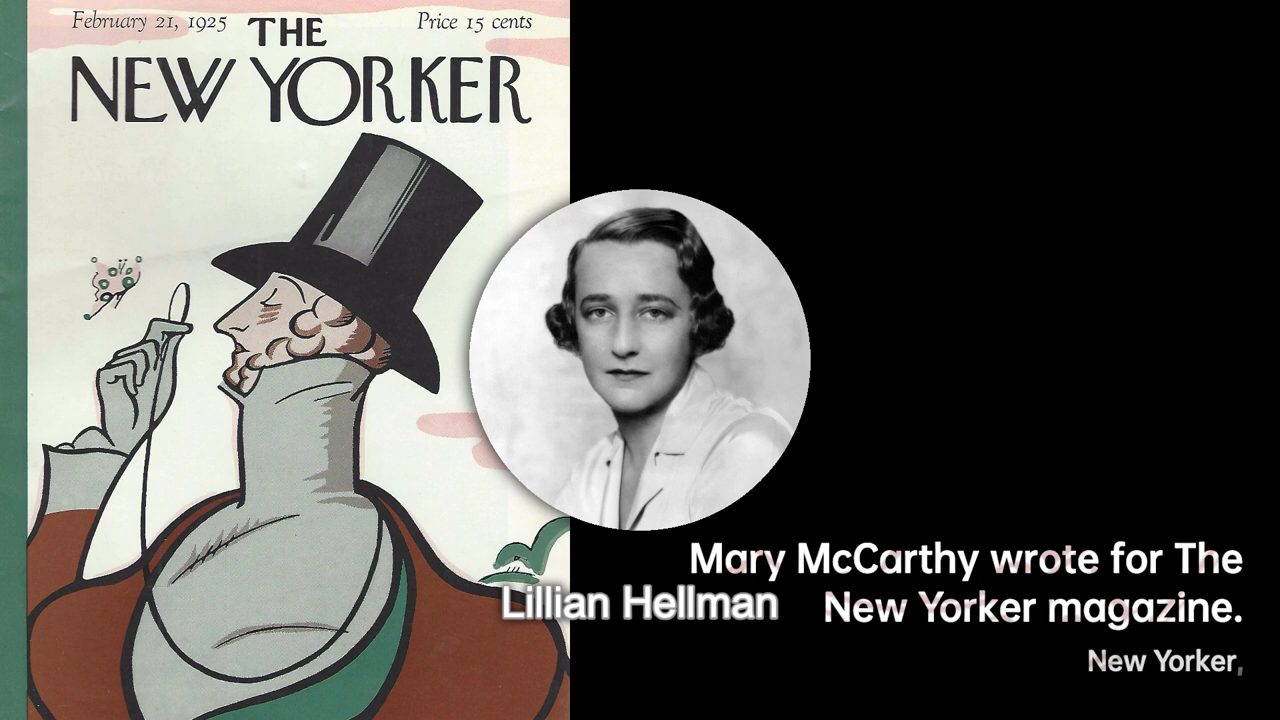 February 21, 1925
Price 15 cents
THE
NEW YORKER
Mary McCarthy wrote for The
New Yorker magazine.
Lillian Hellman
New Yorker,